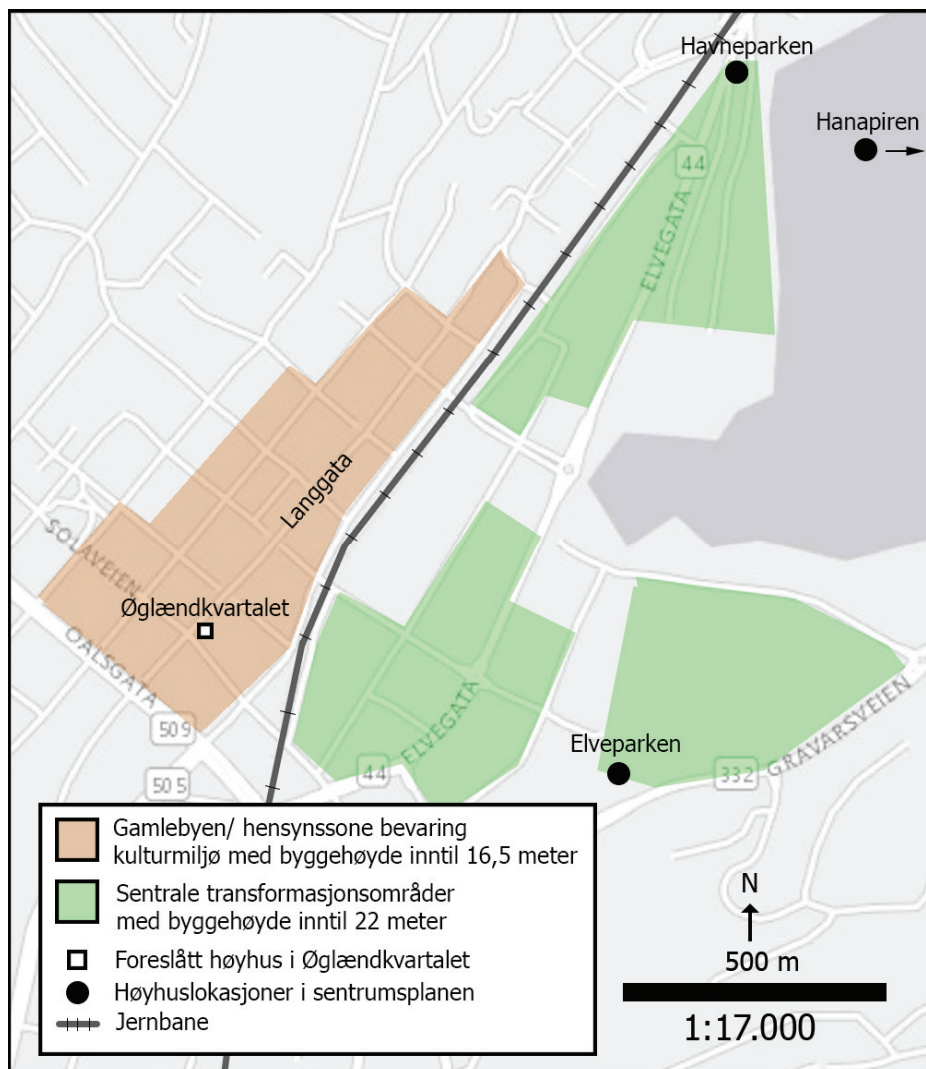 Havneparken
Hanapiren
44
ELVEGATA
Langgata
SOLAVEIEN
Øglændkvartalet
OALSGATA
509
505
ELVEGATA
44
Elveparken
332
GRAVARSVEIEN
Gamlebyen/ hensynssone bevaring
kulturmiljø med byggehøyde inntil 16,5 meter
Sentrale transformasjonsområder
med byggehøyde inntil 22 meter
Foreslått høyhus i Øglændkvartalet
Høyhuslokasjoner i sentrumsplanen
Jernbane
N
500 m
1:17.000